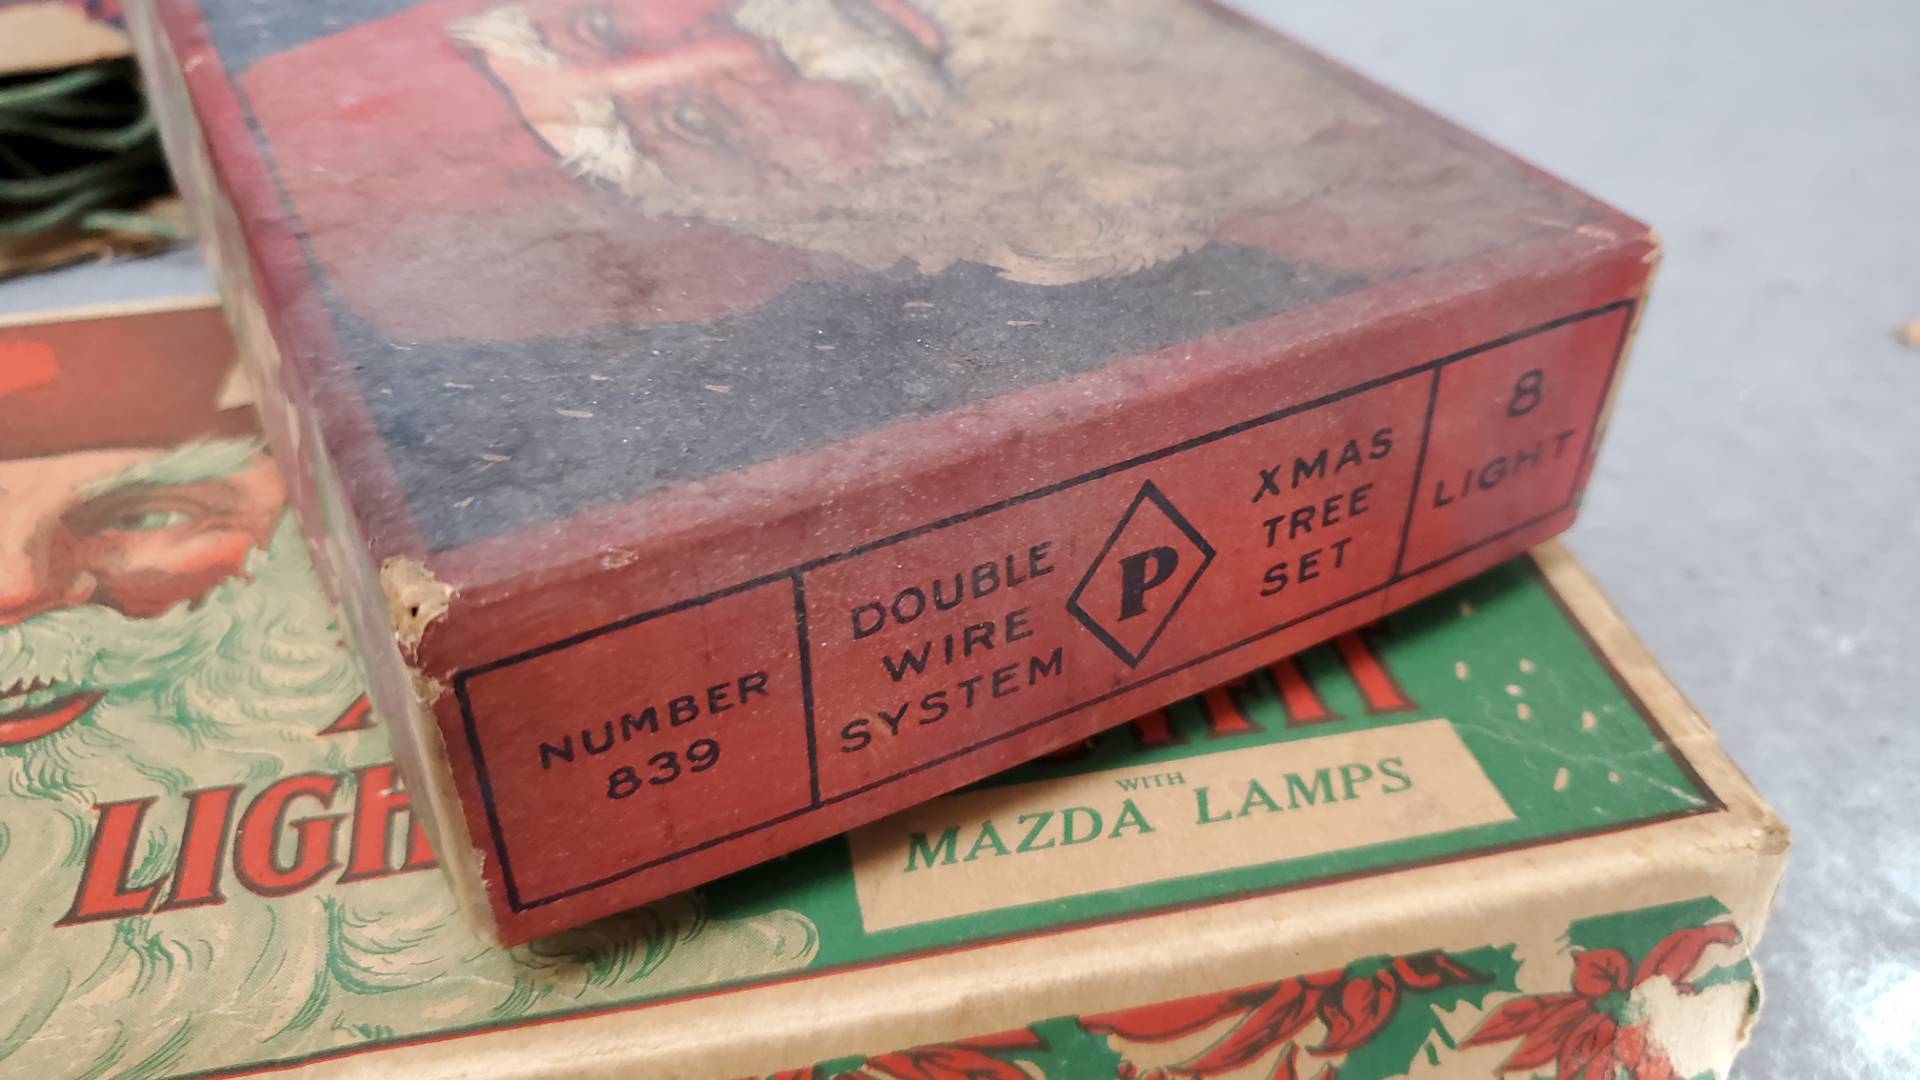 NUMBER
839
DOUBLE
WIRE
SYSTEM
P
XMAS
TREE
SET
8
LIGHT
WITH
MAZDA LAMPS